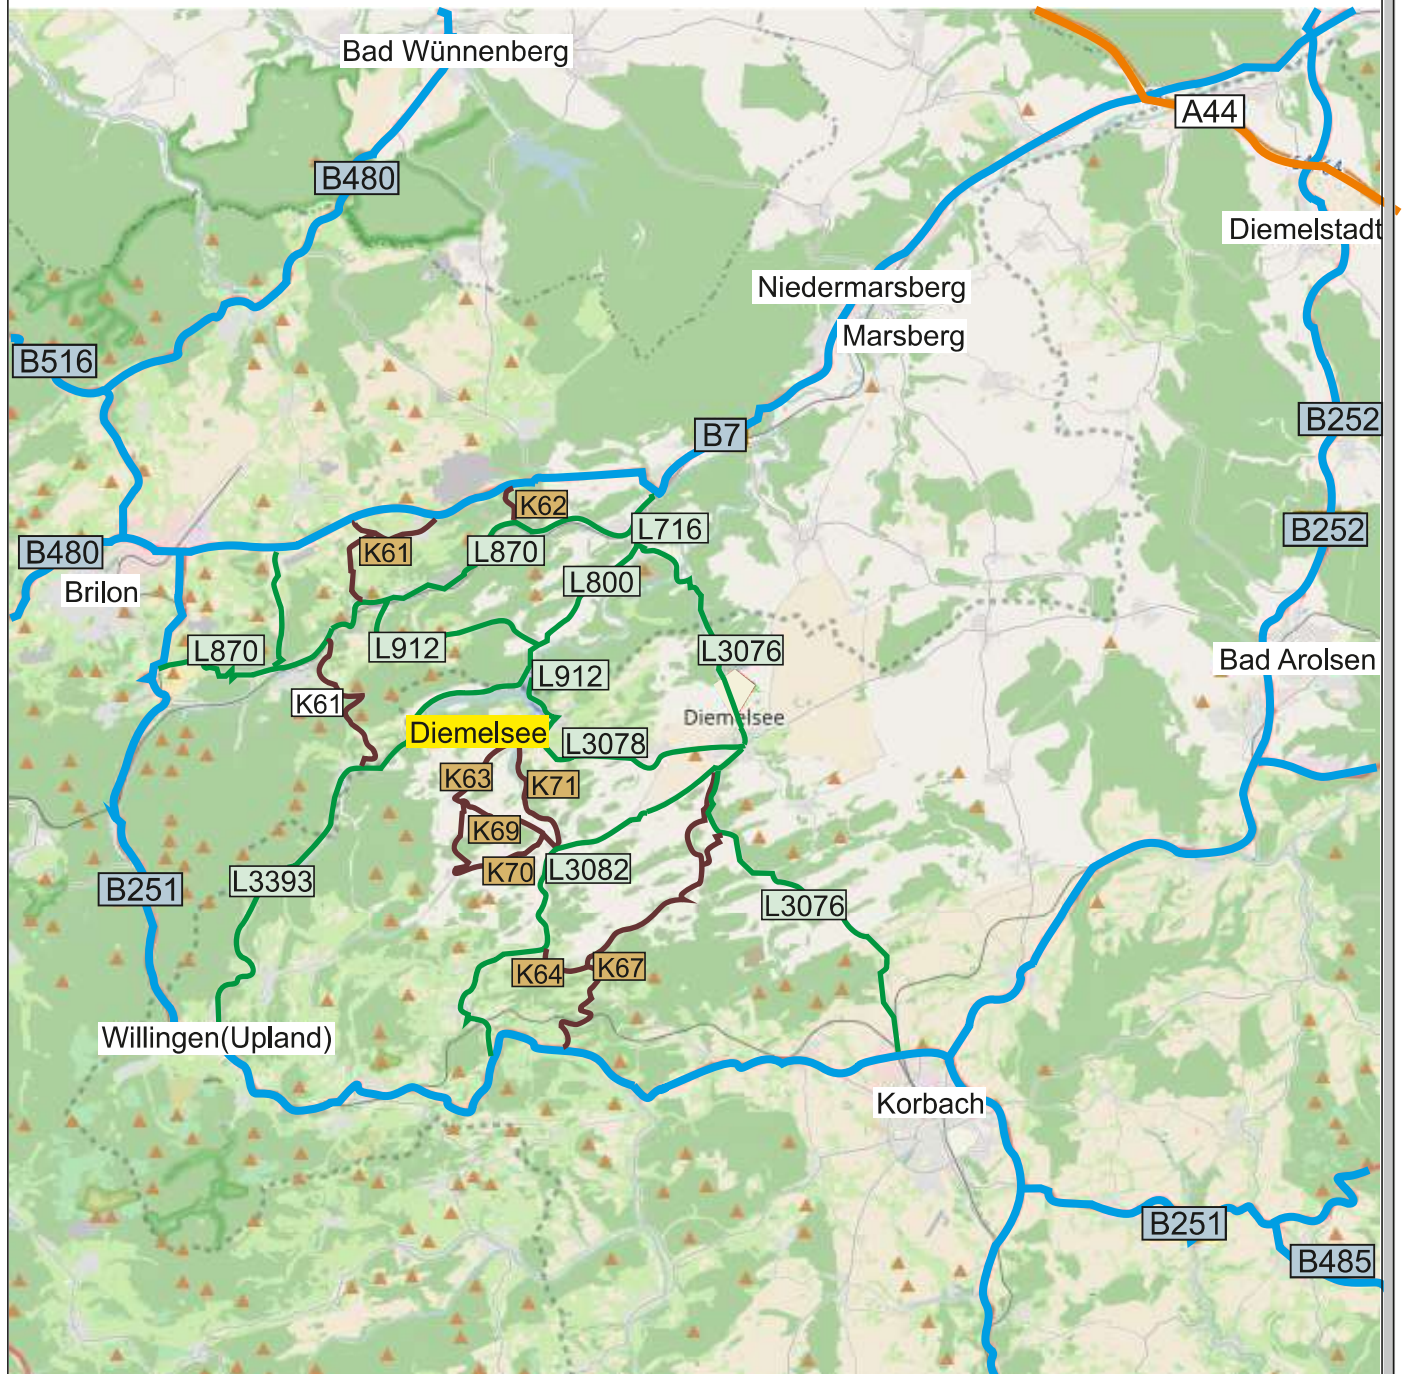 Bad Wünnenberg
A44
B480
Diemelstadt
Niedermarsberg
Marsberg
B516
B252
B7
K62
L716
B252
B480
K61
L870
L800
Brilon
L870
L912
L3076
Bad Arolsen
L912
K61
Diemelsee
Diemelsee
L3078
K63
K71
K69
K70
L3082
L3393
B251
L3076
K64
K67
Willingen(Upland)
Korbach
B251
B485